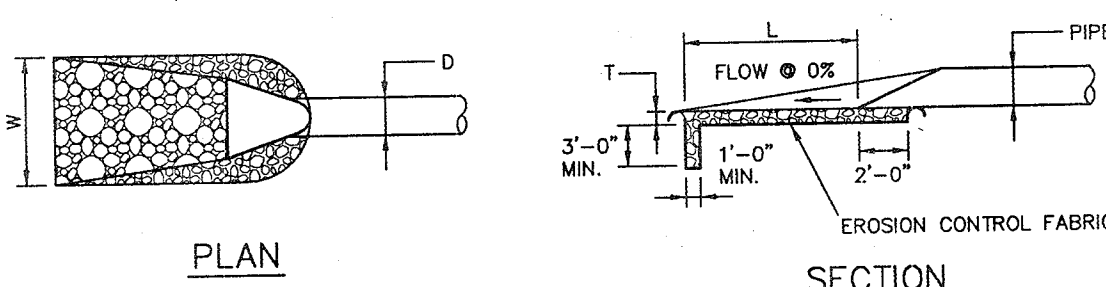 W
D
PLAN
L
PIPE
T
FLOW @ 0%
3'-0"
MIN.
1'-0"
MIN.
2'-0"
EROSION CONTROL FABRIC
SECTION